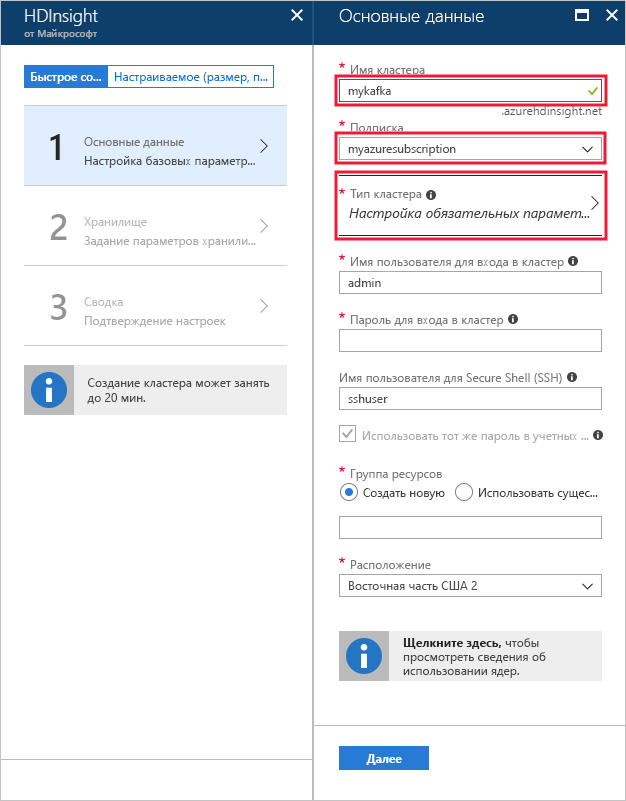 HDInsight
от Майкрософт
Быстрое со... Настраиваемое (размер, п...
1
Основные данные
Настройка базовых параметр...
2
Хранилище
Задание параметров хранили...
3
Сводка
Подтверждение настроек
Создание кластера может занять
до 20 мин.
Основные данные
* Имя кластера
mykafka
.azurehdinsight.net
* Подписка
myazuresubscription
* Тип кластера
Настройка обязательных парамет...
* Имя пользователя для входа в кластер
admin
* Пароль для входа в кластер
Имя пользователя для Secure Shell (SSH)
sshuser
Использовать тот же пароль в учетных ...
* Группа ресурсов
Создать новую Использовать сущес...
* Расположение
Восточная часть США 2
Щелкните здесь, чтобы
просмотреть сведения об
использовании ядер.
Далее